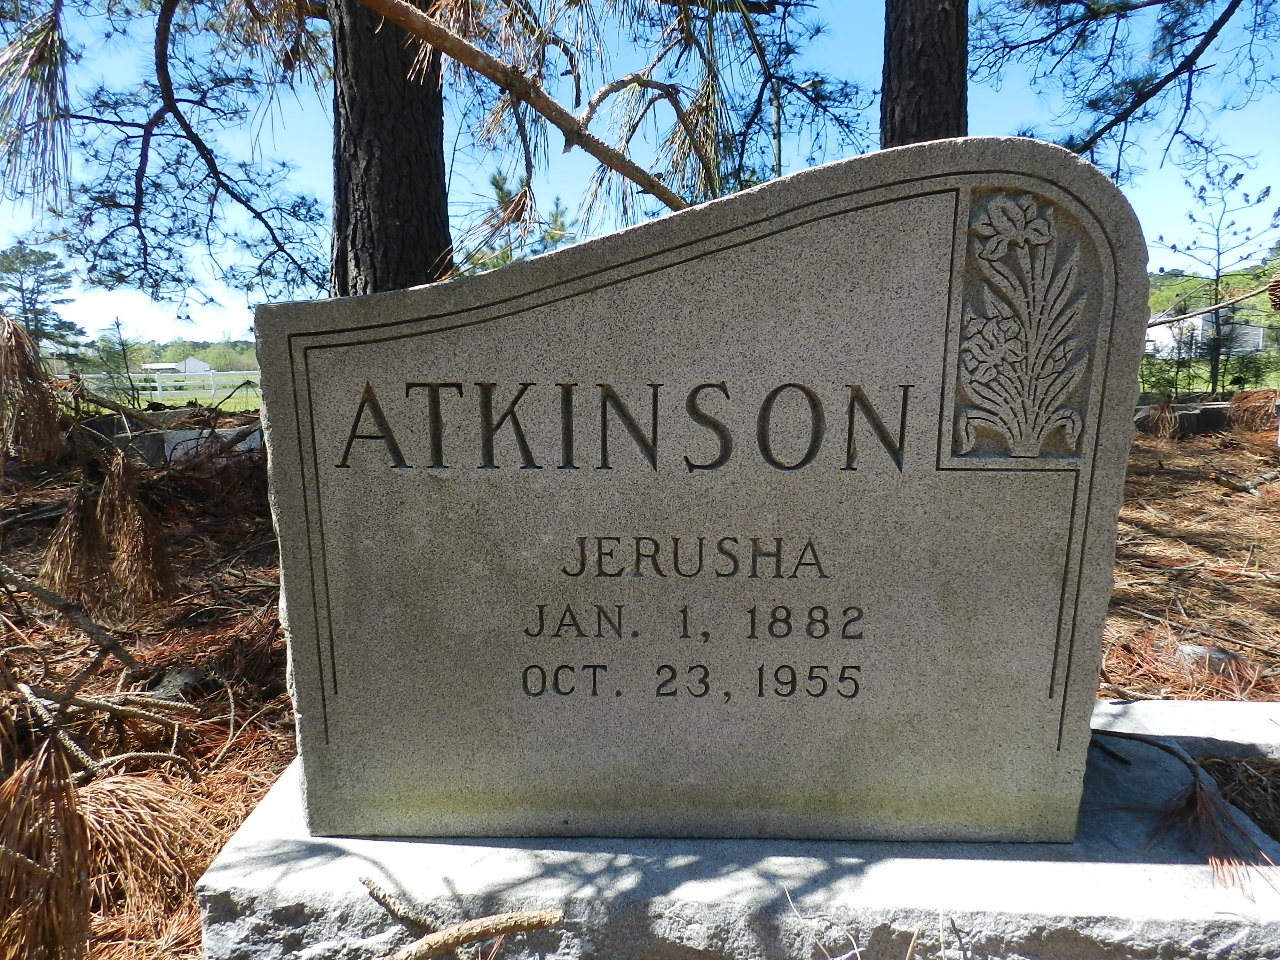 ATKINSON
JERUSHA
JAN. 1, 1882
OCT. 23, 1955